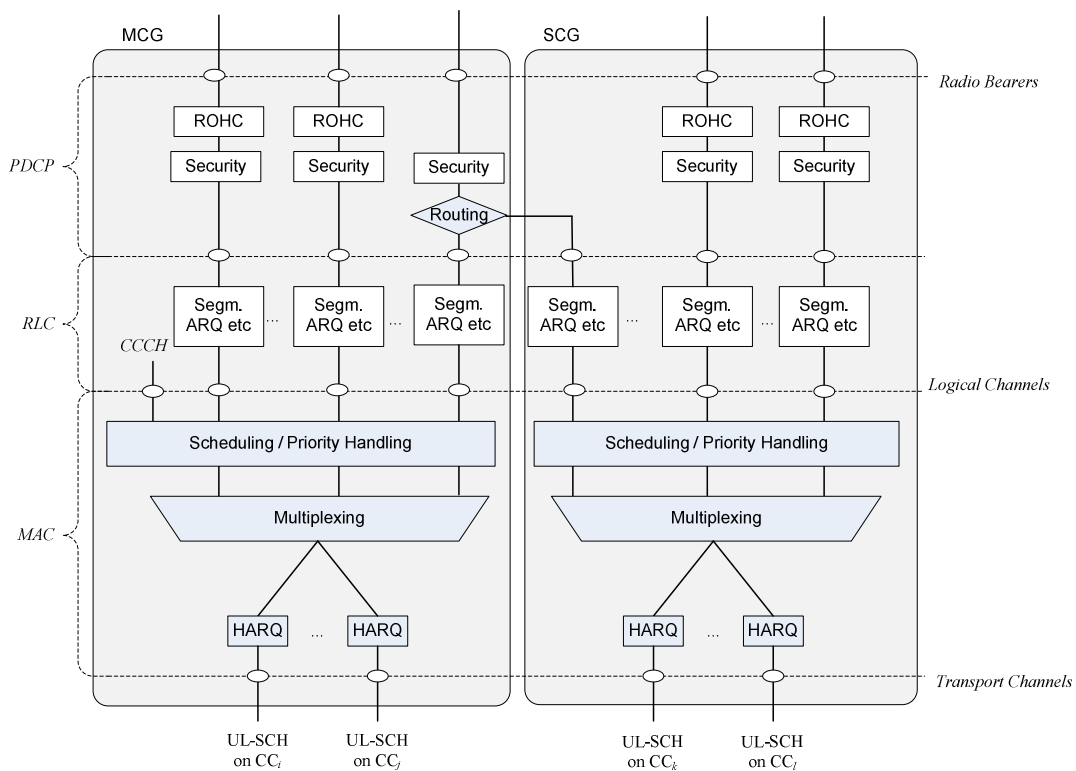 MCG
SCG
Radio Bearers
ROHC
ROHC
ROHC
ROHC
PDCP
Security
Security
Security
Security
Security
Routing
RLC
Segm.
ARQ etc
...
Segm.
ARQ etc
...
Segm.
ARQ etc
Segm.
ARQ etc
...
Segm.
ARQ etc
...
Segm.
ARQ etc
CCCH
Logical Channels
Scheduling / Priority Handling
Scheduling / Priority Handling
MAC
Multiplexing
Multiplexing
HARQ
...
HARQ
HARQ
...
HARQ
Transport Channels
UL-SCH
on CCi
UL-SCH
on CCj
UL-SCH
on CCk
UL-SCH
on CCl